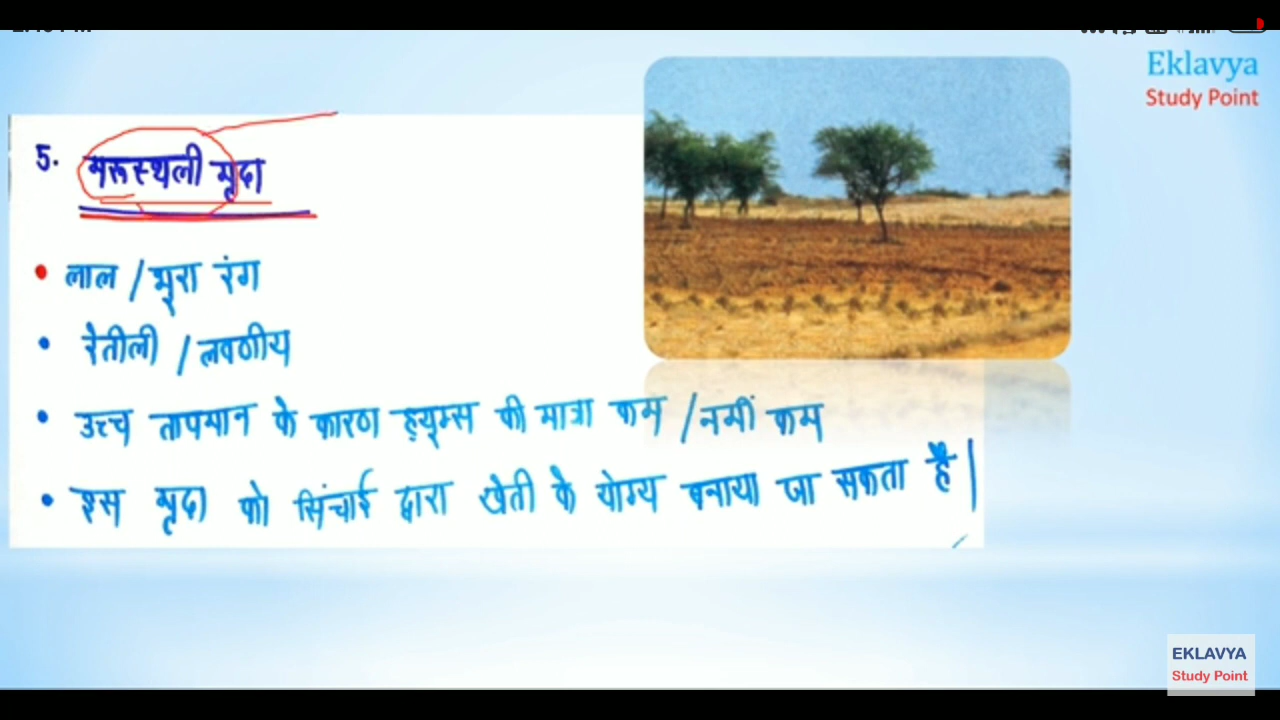 Eklavya
Study Point
5. मरूस्थली मृदा
• लाल / भूरा रंग
• रेतीली / लवणीय
• उच्च तापमान के कारण ह्यूमस की मात्रा कम / नमी कम
• इस मृदा को सिंचाई द्वारा खेती के योग्य बनाया जा सकता है|
EKLAVYA
Study Point